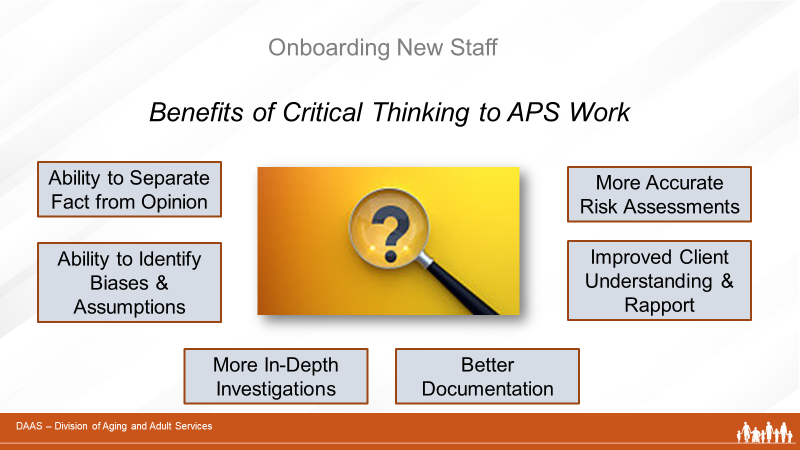 Onboarding New Staff
Benefits of Critical Thinking to APS Work
Ability to Separate
Fact from Opinion
Ability to Identify
Biases &
Assumptions
?
More Accurate
Risk Assessments
Improved Client
Understanding &
Rapport
More In-Depth
Investigations
Better
Documentation
DAAS – Division of Aging and Adult Services